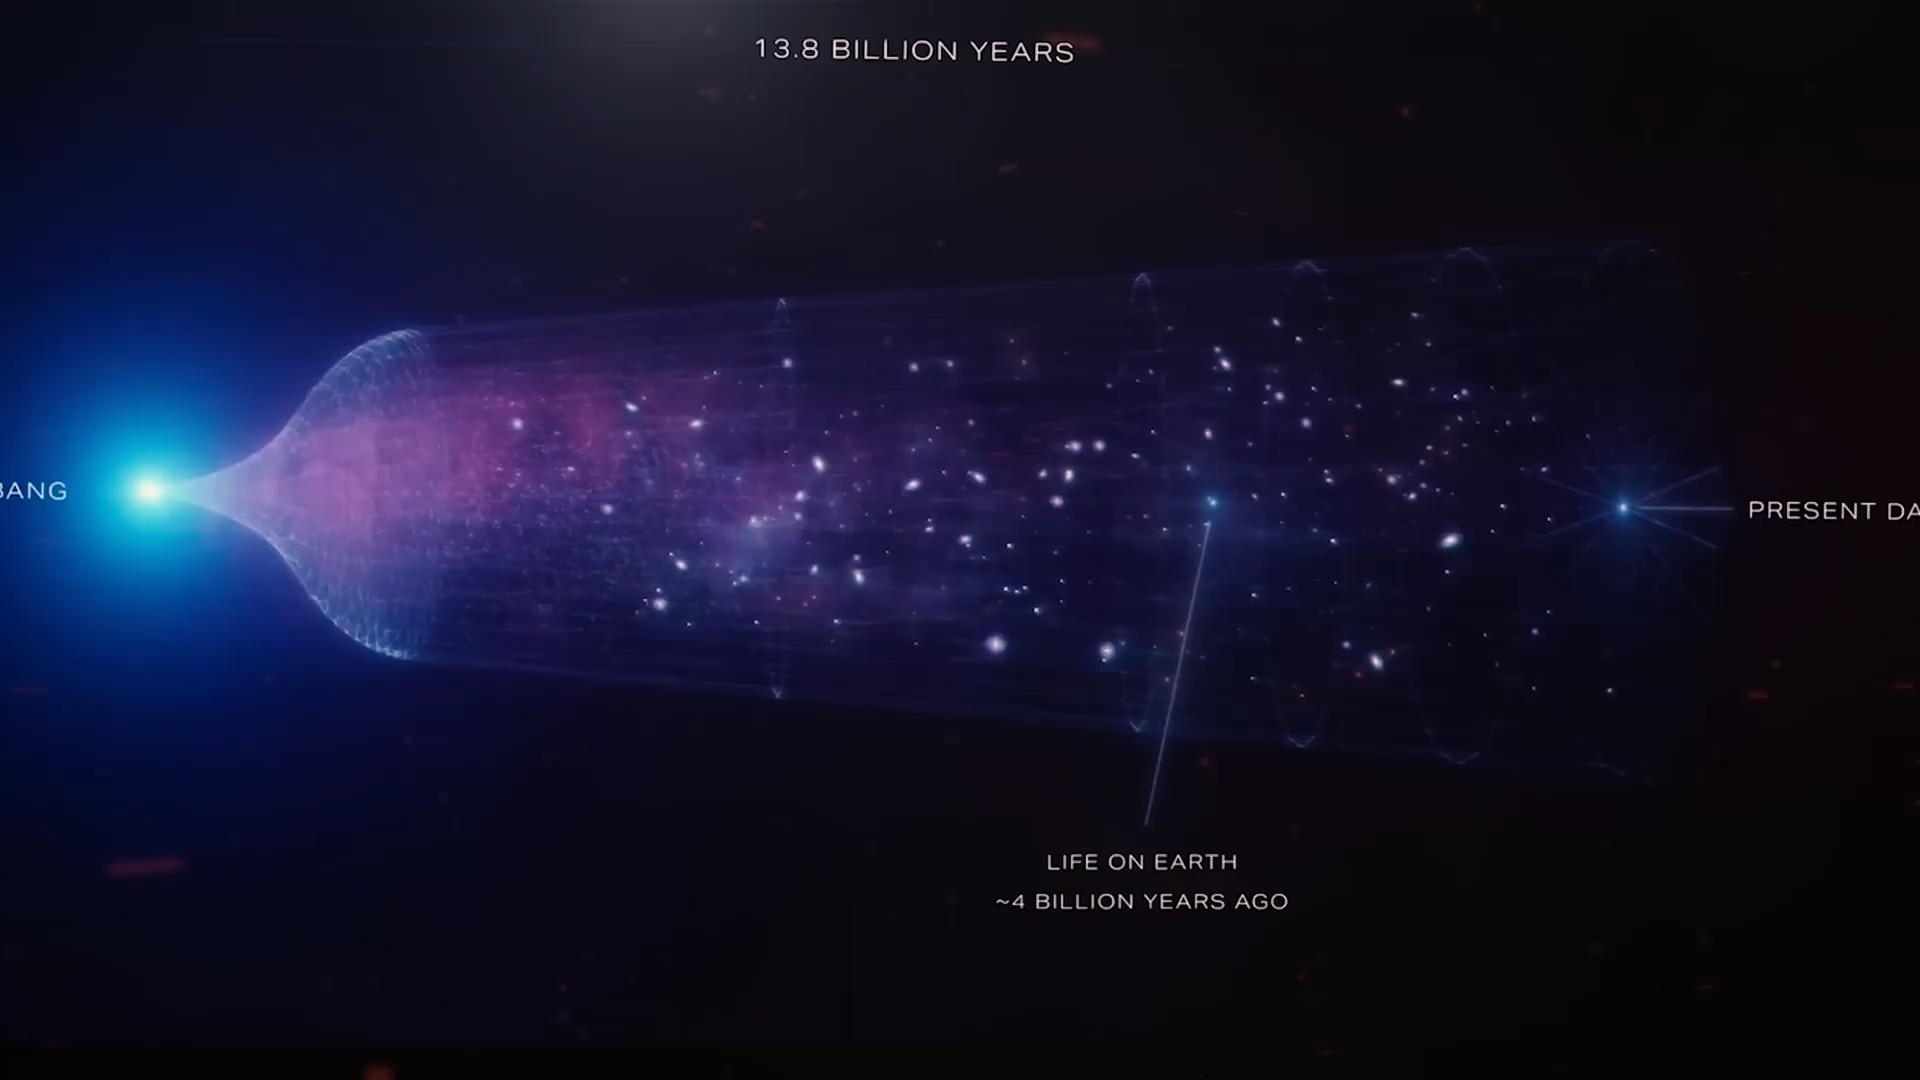 13.8 BILLION YEARS
BANG
PRESENT DA
LIFE ON EARTH
~4 BILLION YEARS AGO